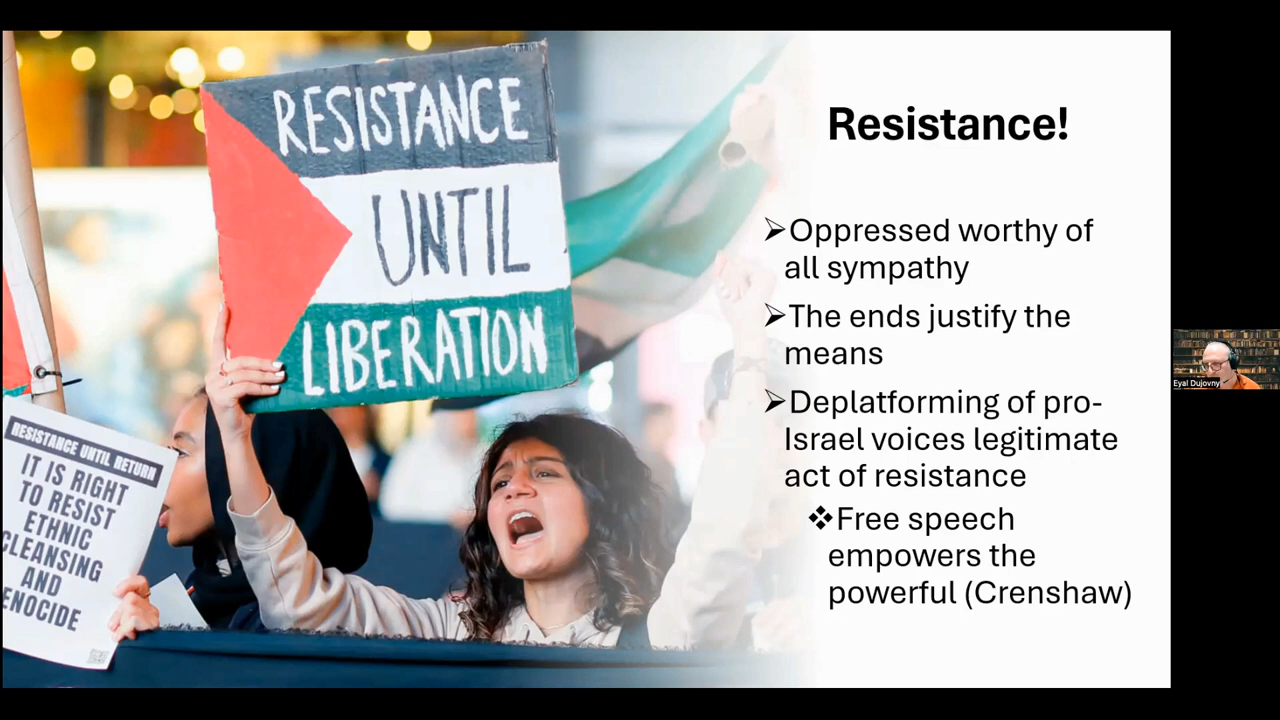 RESISTANCE
UNTIL
LIBERATION
RESISTANCE UNTIL RETURN
IT IS RIGHT
TO RESIST
ETHNIC
CLEANSING
AND
ENOCIDE
Resistance!
➢Oppressed worthy of
all sympathy
➢The ends justify the
means
➢Deplatforming of pro-
Israel voices legitimate
act of resistance
❖Free speech
empowers the
powerful (Crenshaw)
Eyal Dujovny